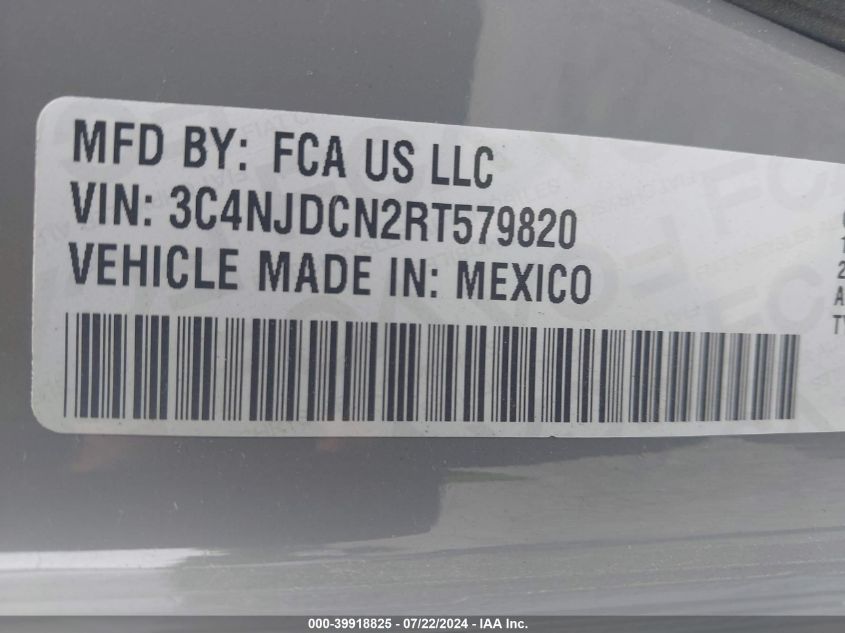 MFD BY: FCA US LLC
VIN: 3C4NJDCN2RT579820
VEHICLE MADE IN: MEXICO
000-39918825 - 07/22/2024 - IAA Inc.